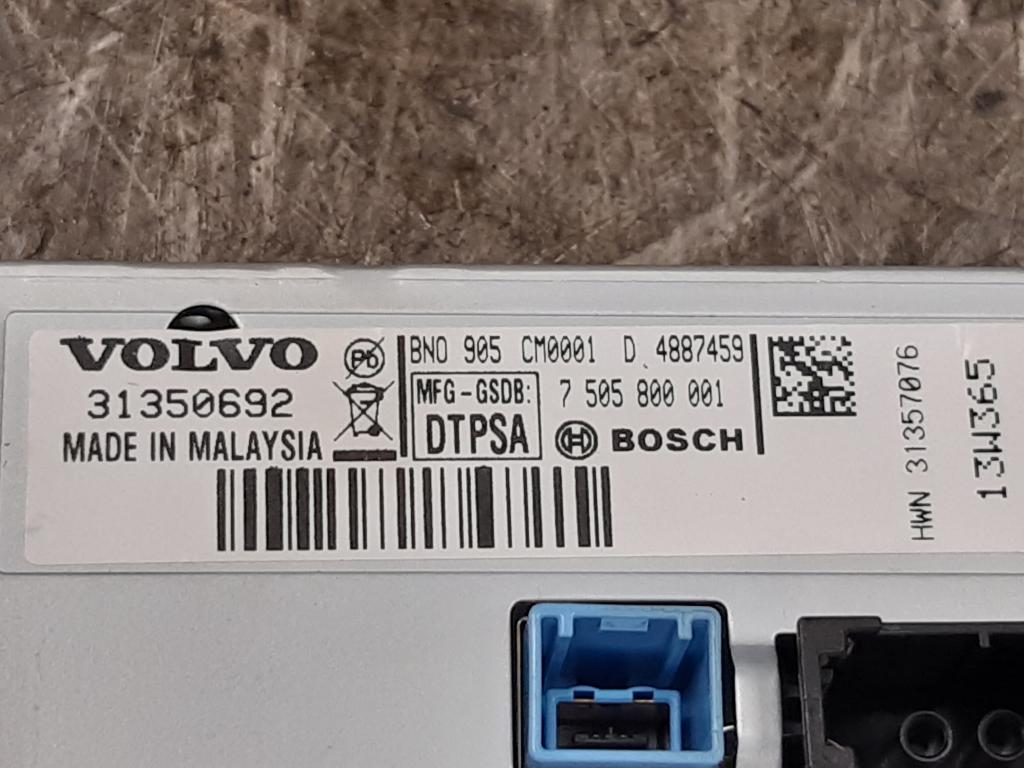 VOLVO
31350692
MADE IN MALAYSIA
Pb
BNO 905 CM0001 D 4887459
MFG-GSDB:
DTPSA
7 505 800 001
BOSCH
HWN 31357076
13W365